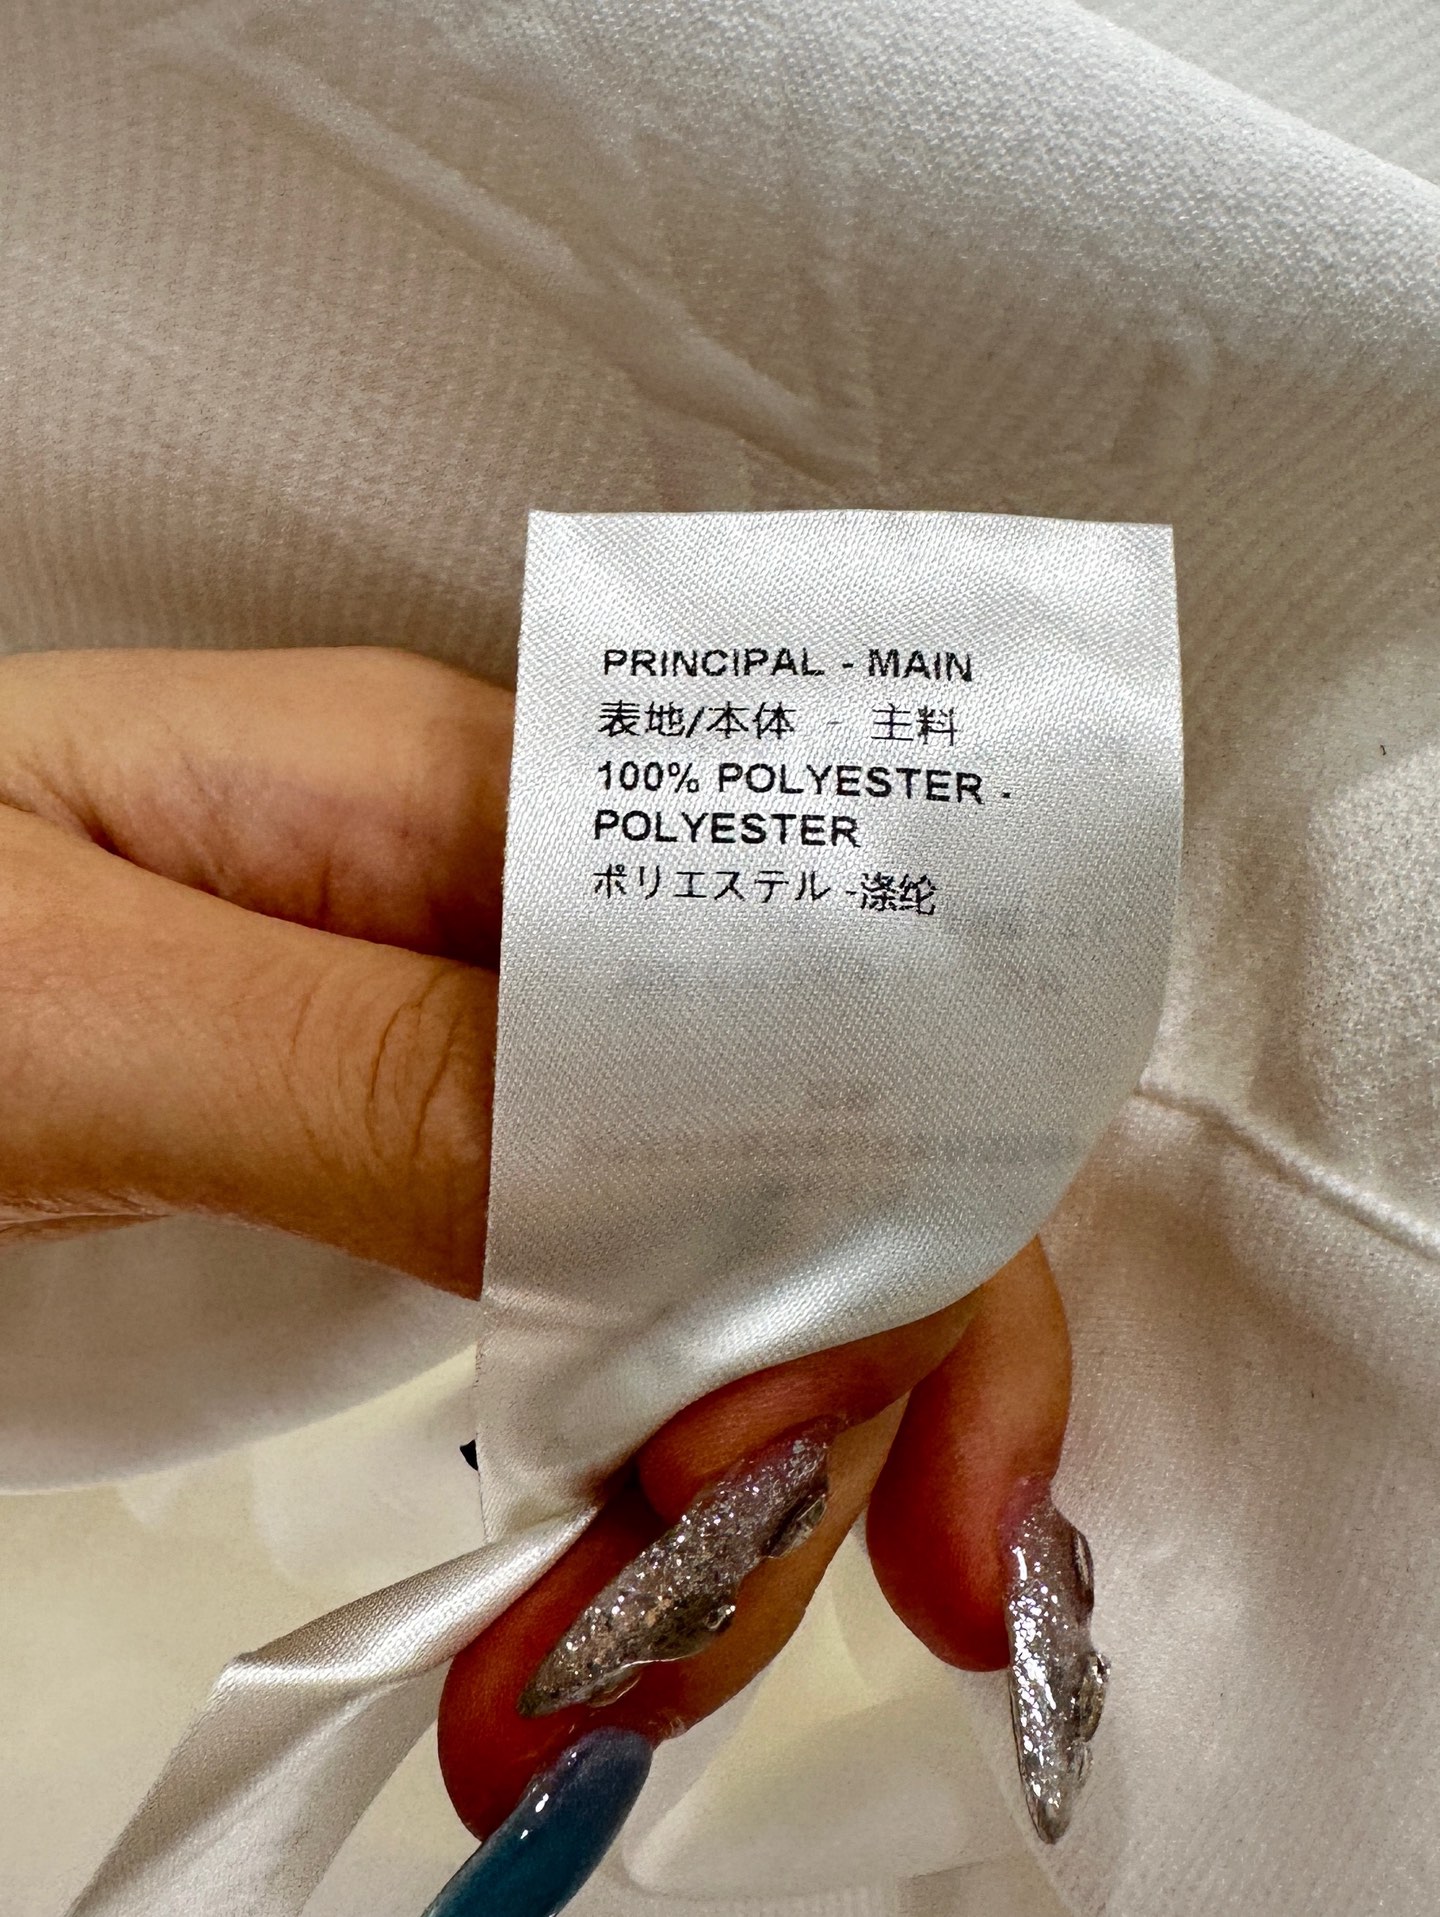 PRINCIPAL - MAIN
表地/本体 - 主料
100% POLYESTER -
POLYESTER
ポリエステル -涤纶